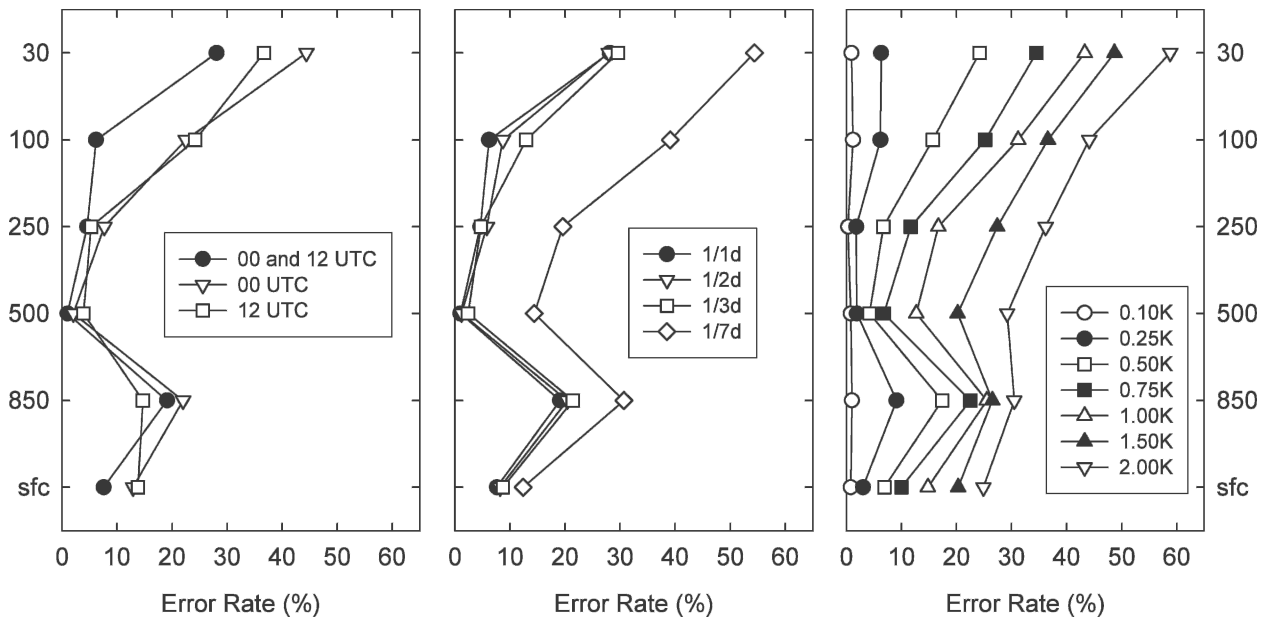 30
100
250
500
850
sfc
00 and 12 UTC
00 UTC
12 UTC
0 10 20 30 40 50 60
Error Rate (%)
1/1d
1/2d
1/3d
1/7d
0 10 20 30 40 50 60
Error Rate (%)
0.10K
0.25K
0.50K
0.75K
1.00K
1.50K
2.00K
30
100
250
500
850
sfc
0 10 20 30 40 50 60
Error Rate (%)